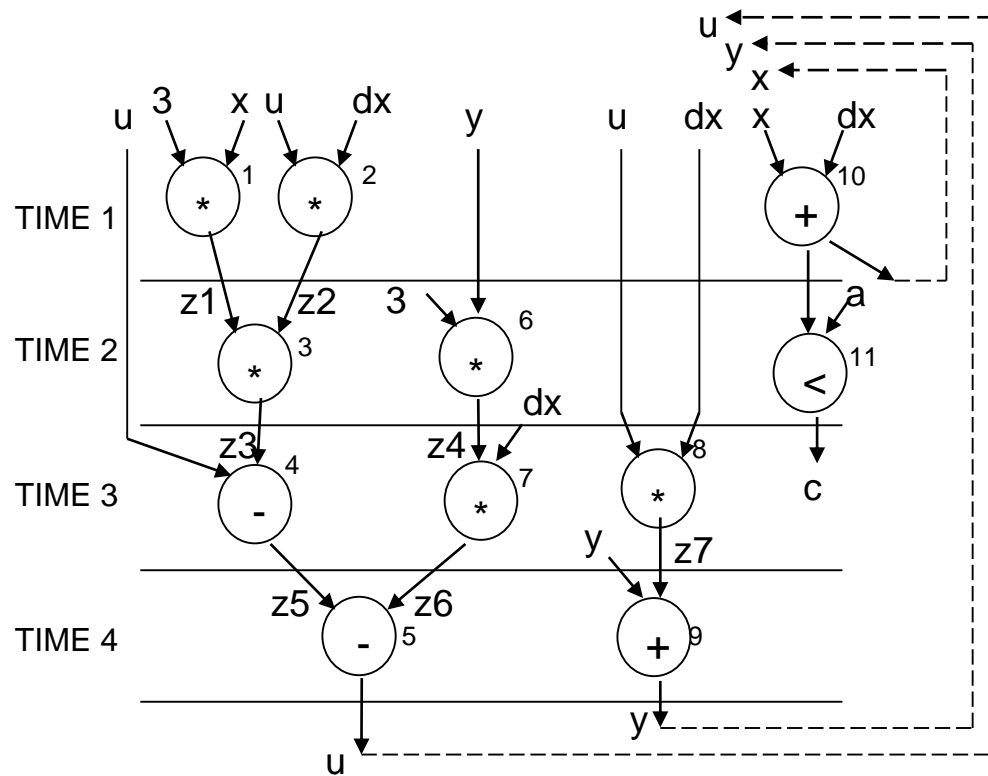 u
y
x
u 3 x u dx y u dx x dx
1 2 10
TIME 1 * * +
z1 z2 3 a
6
TIME 2 * 3 * < 11
dx
z3 4 z4 7 8
TIME 3 - * * c
y z7
z5 z6
TIME 4 - 5 + 9
y
u